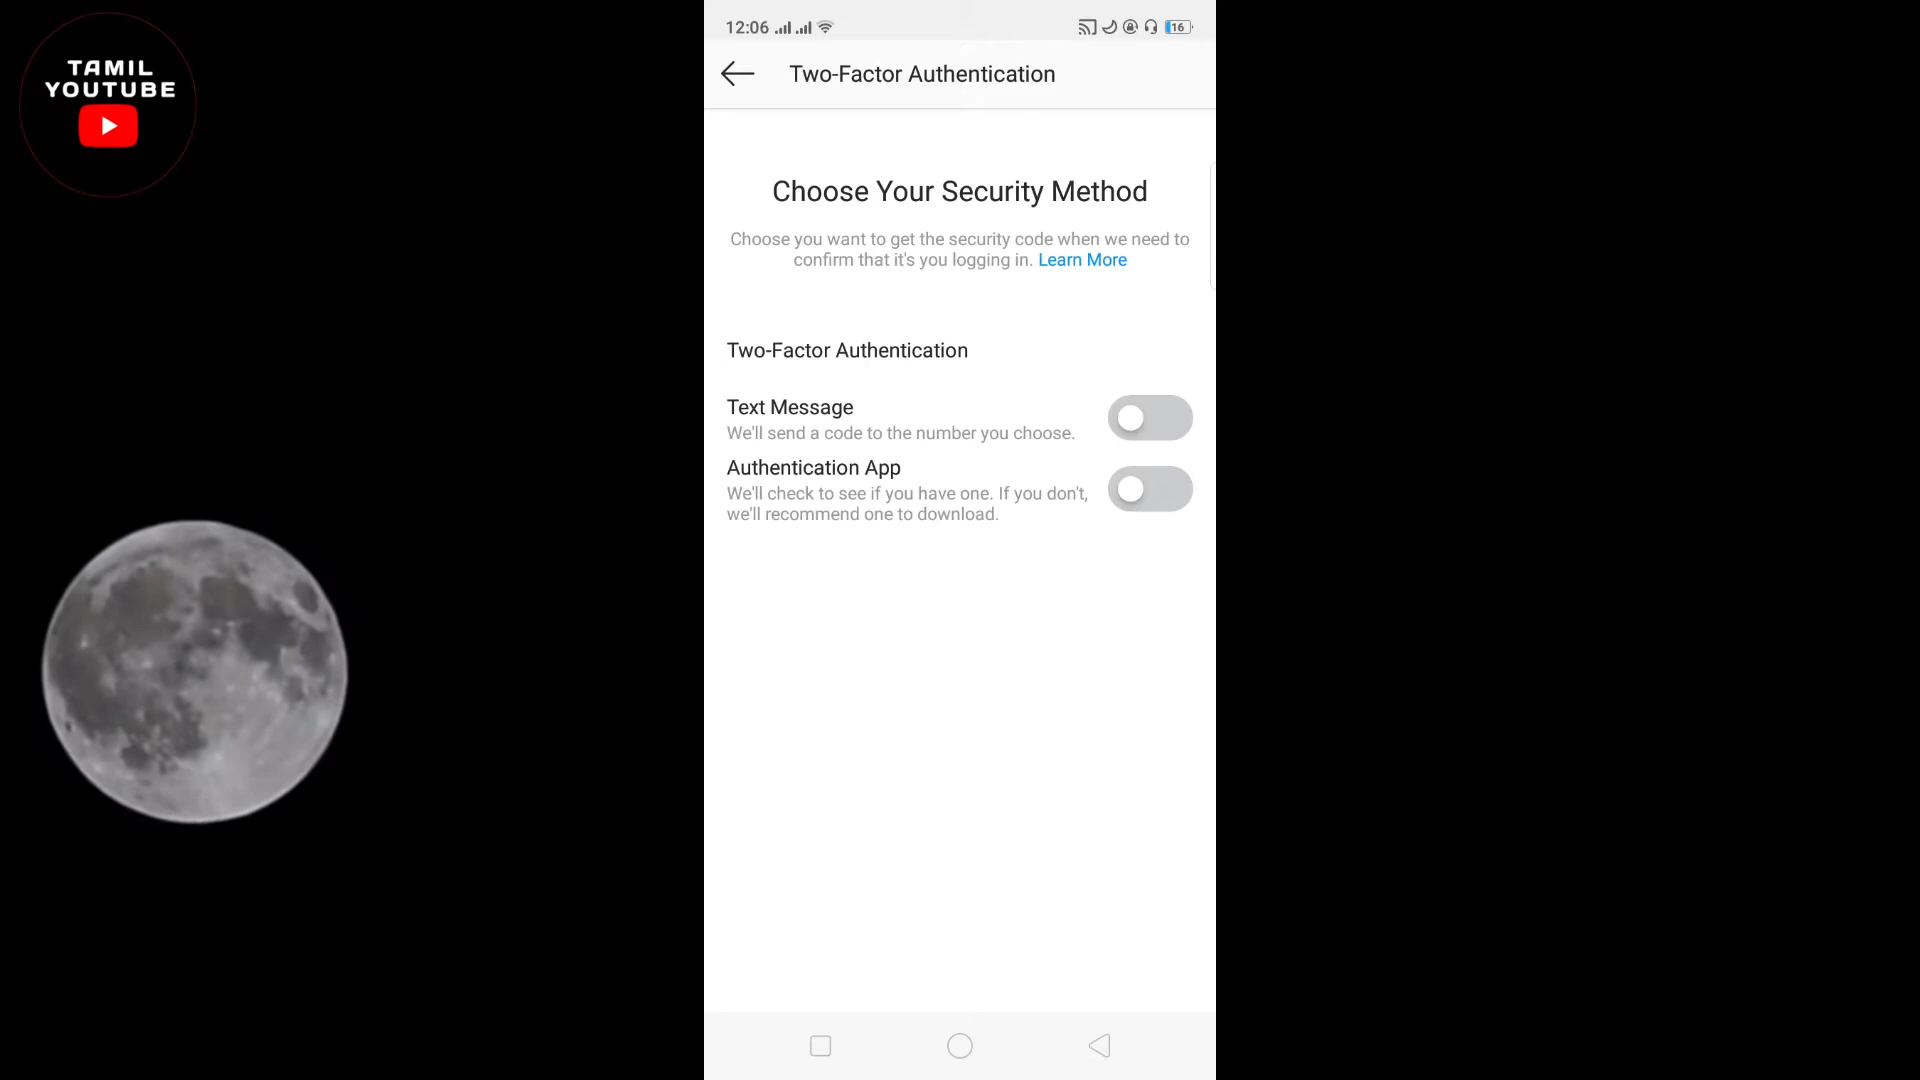 TAMIL
YOUTUBE
12:06
16
Two-Factor Authentication
Choose Your Security Method
Choose you want to get the security code when we need to
confirm that it's you logging in. Learn More
Two-Factor Authentication
Text Message
We'll send a code to the number you choose.
Authentication App
We'll check to see if you have one. If you don't,
we'll recommend one to download.